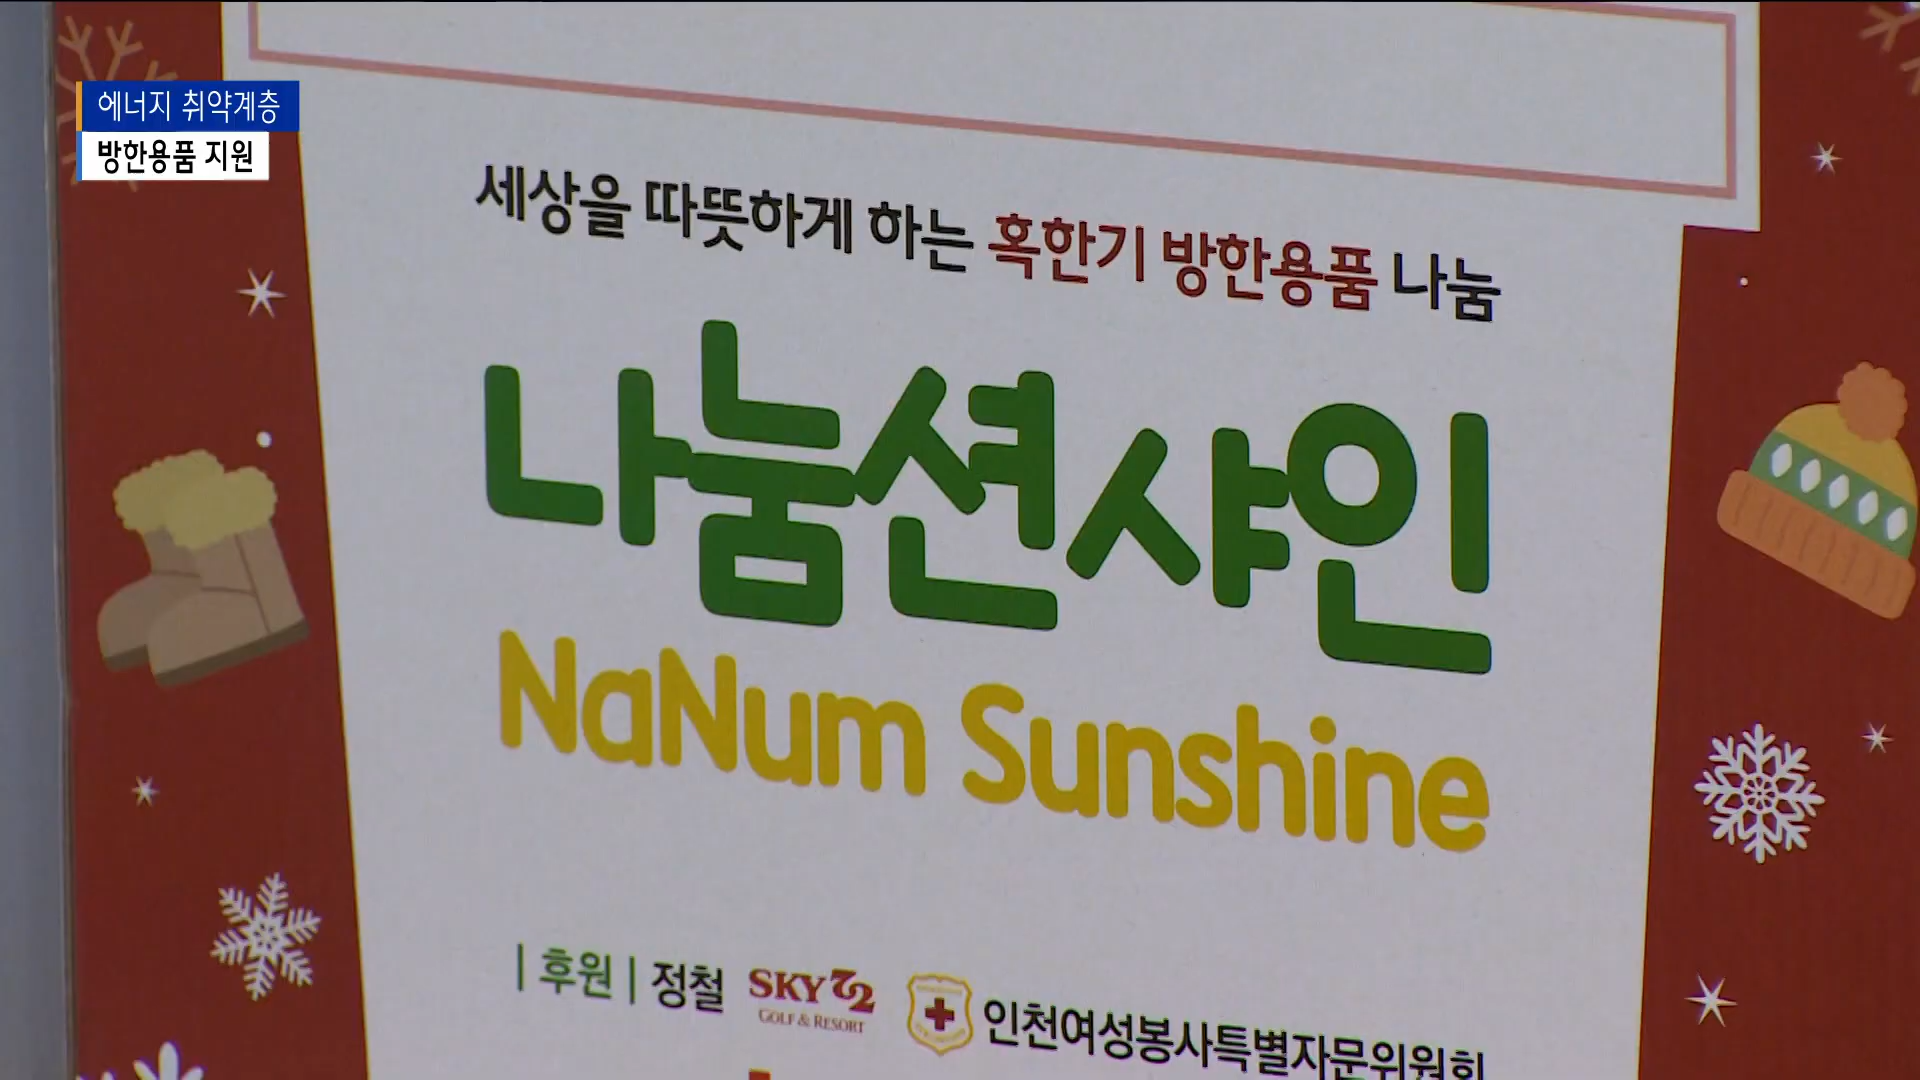 에너지 취약계층
방한용품 지원
세상을 따뜻하게 하는 혹한기 방한용품 나눔
나눔션샤인
NaNum Sunshine
| 후원 | 정철 SKY72 GOLF & RESORT 인천여성봉사특별자문위원회